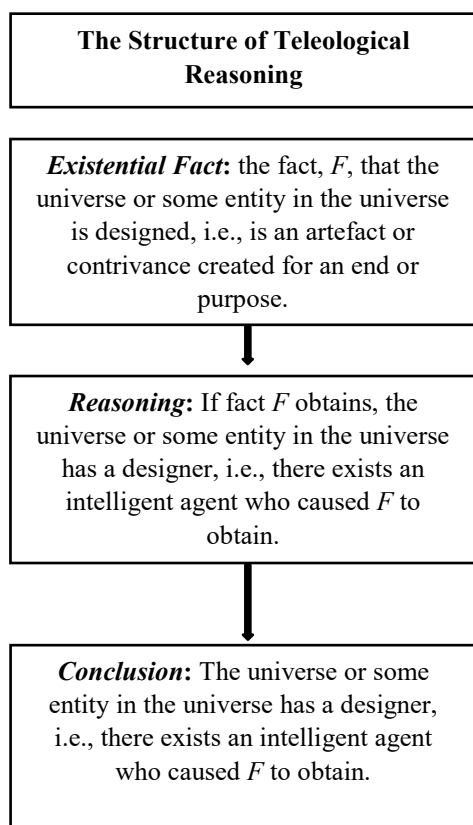 The Structure of Teleological
Reasoning
Existential Fact: the fact, F, that the
universe or some entity in the universe
is designed, i.e., is an artefact or
contrivance created for an end or
purpose.
Reasoning: If fact F obtains, the
universe or some entity in the universe
has a designer, i.e., there exists an
intelligent agent who caused F to
obtain.
Conclusion: The universe or some
entity in the universe has a designer,
i.e., there exists an intelligent agent
who caused F to obtain.